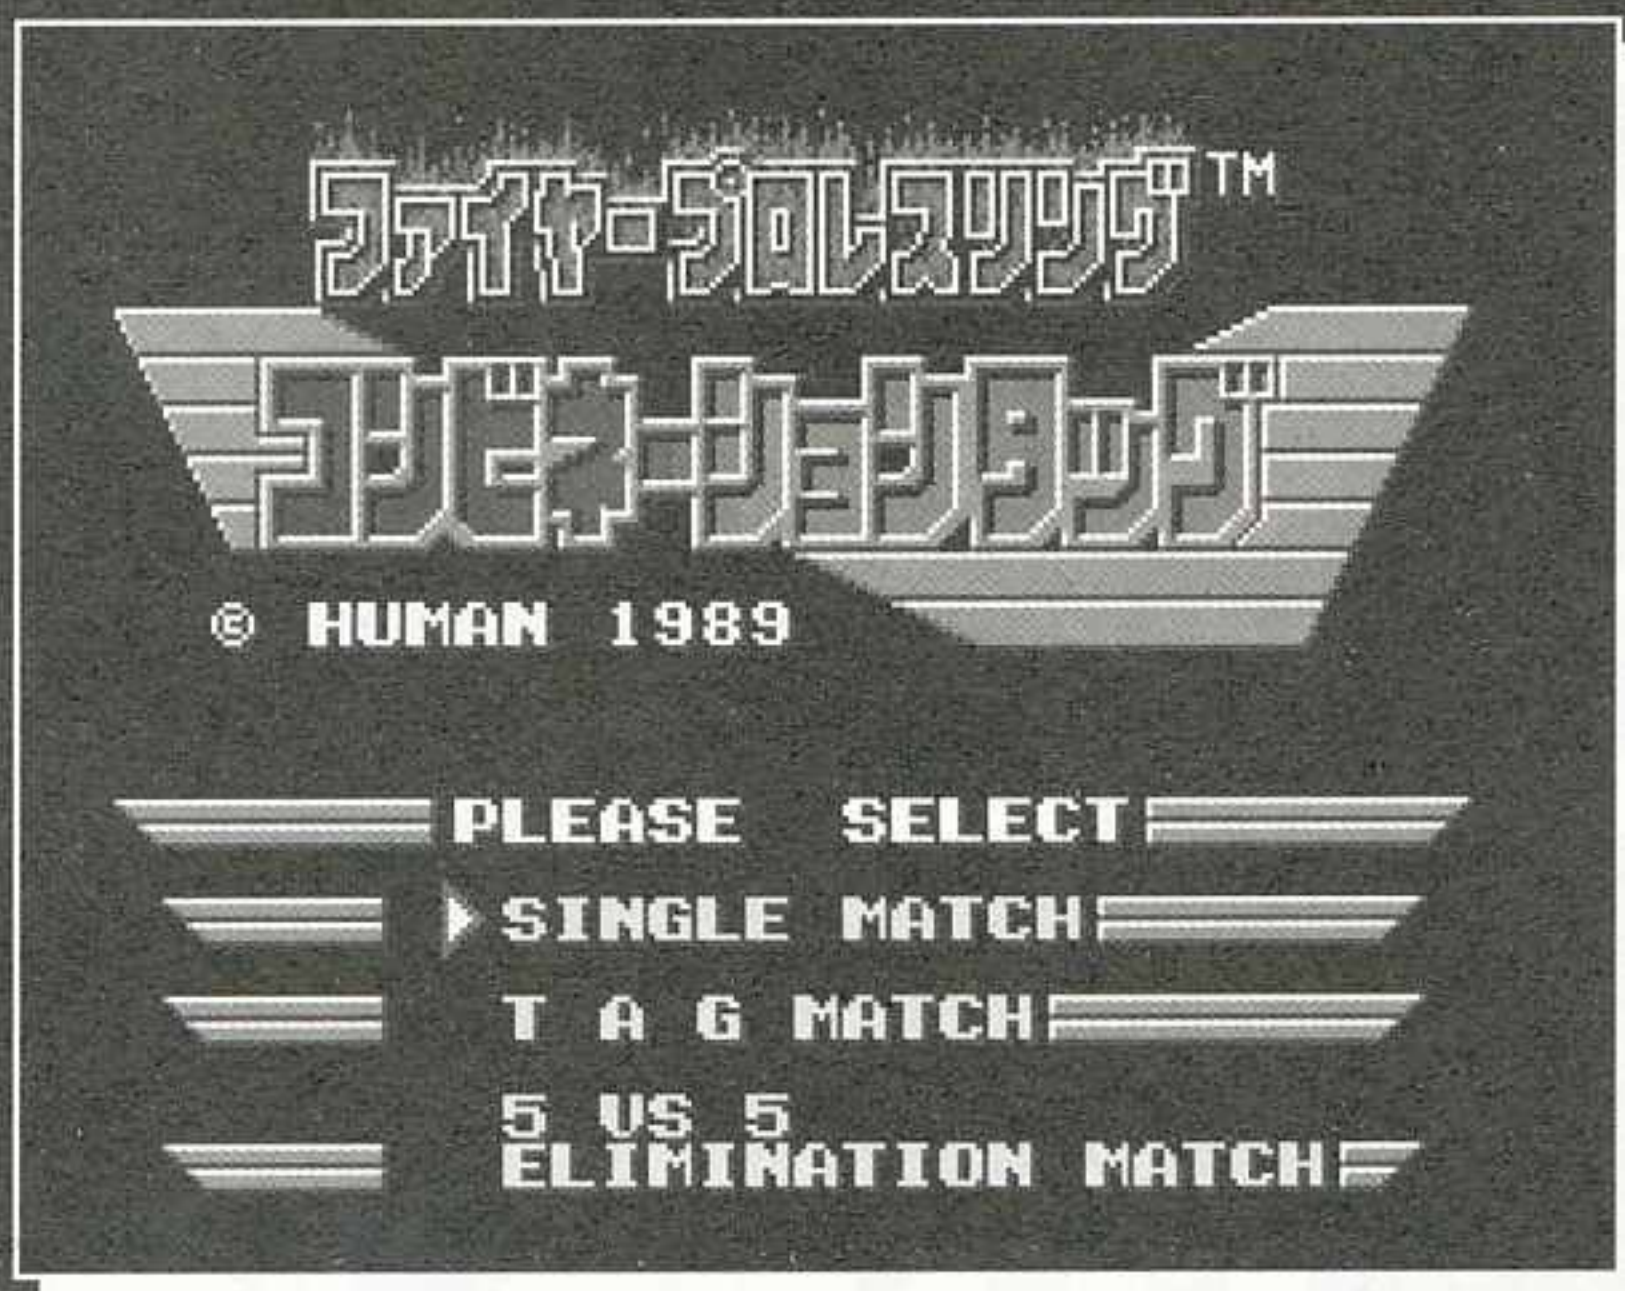 ファイヤープロレスリング™
コンビネーションタッグ
© HUMAN 1989
PLEASE SELECT
SINGLE MATCH
T A G MATCH
5 VS 5
ELIMINATION MATCH